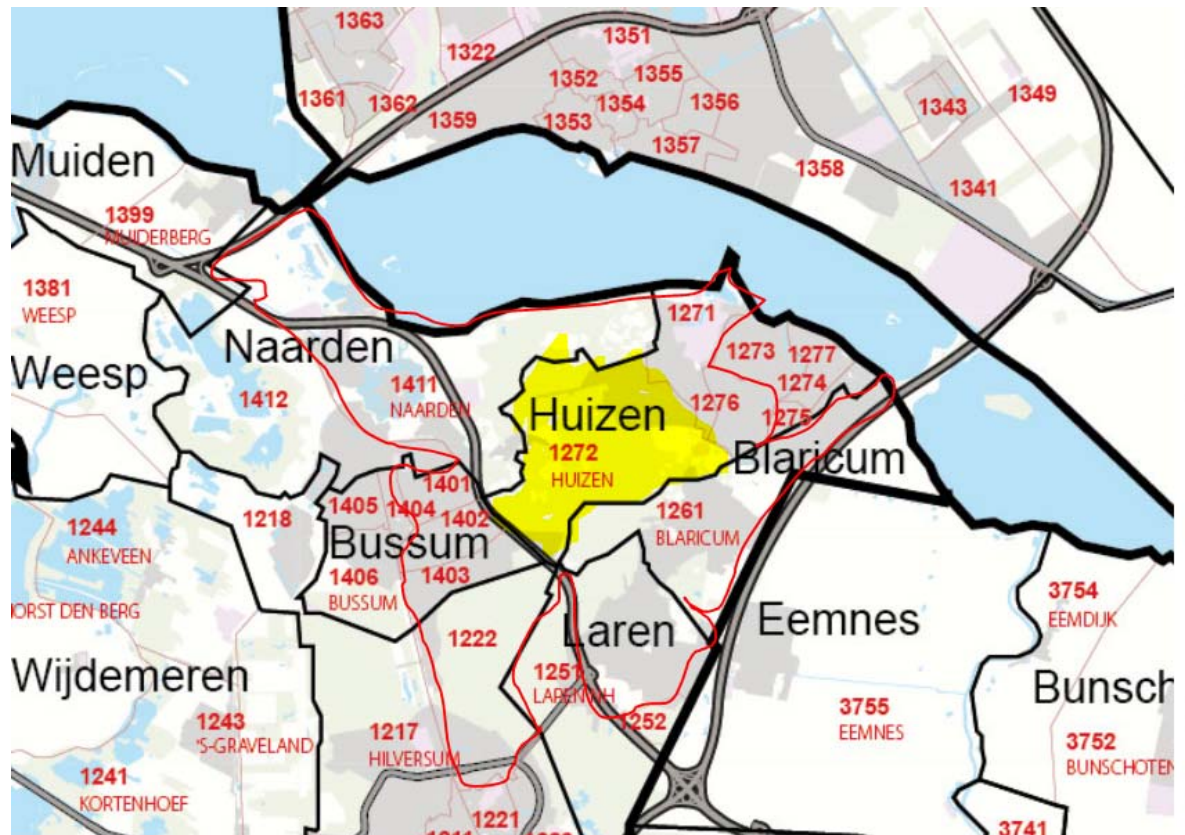 1363
1351
1322
1352
1355
1361
1362
1354
1356
1343
1349
1359
1353
1357
1358
1341
Muiden
1399
MUIDERBERG
1381
WEESP
1271
Naarden
1273
1277
Weesp
1412
1411
NAARDEN
1274
1276
1275
Huizen
1272
HUIZEN
Blaricum
1401
1405
1404
1402
1218
1261
BLARICUM
1244
ANKEVEEN
Bussum
1406
BUSSUM
1403
3754
EEMDIJK
ORST DEN BERG
Eemnes
1222
Laren
Wijdemeren
1251
LAREN NH
Bunsch
1252
3755
EEMNES
1243
'S-GRAVELAND
1217
HILVERSUM
3752
BUNSCHOTEN
1241
KORTENHOEF
1221
3741